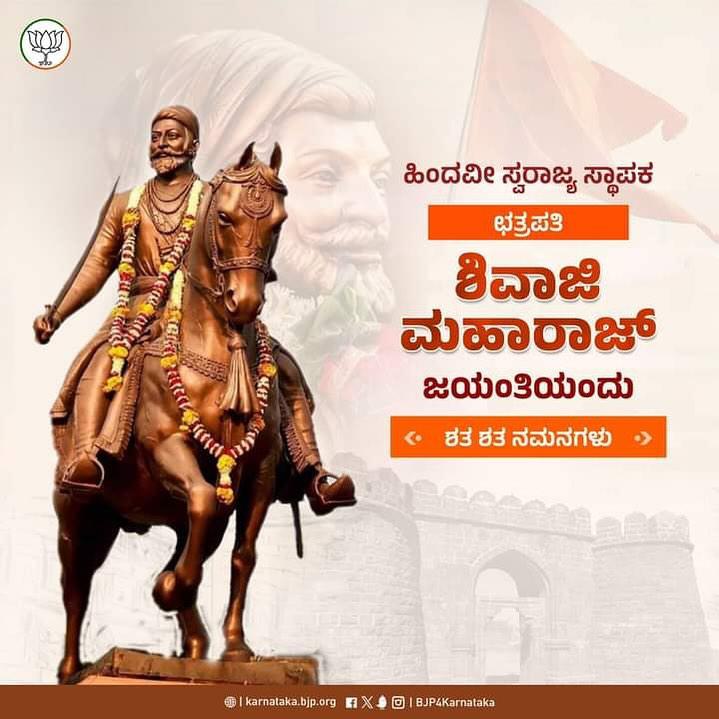 ಹಿಂದವೀ ಸ್ವರಾಜ್ಯ ಸ್ಥಾಪಕ
ಛತ್ರಪತಿ
ಶಿವಾಜಿ
ಮಹಾರಾಜ್
ಜಯಂತಿಯಂದು
ಶತ ಶತ ನಮನಗಳು
| karnataka.bjp.org | BJP4Karnataka